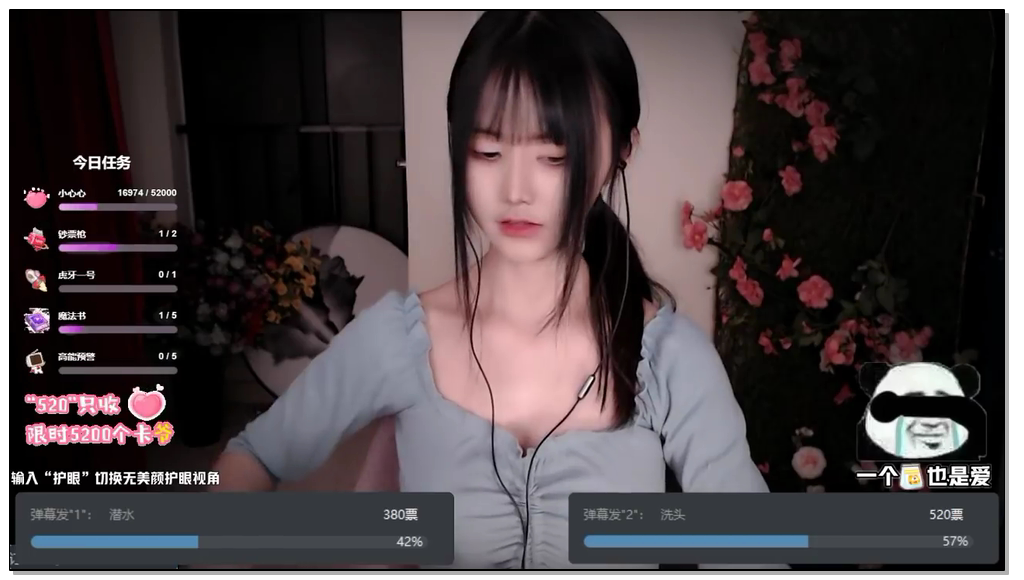 今日任务
小心心 16974 / 52000
钞票枪 1 / 2
虎牙一号 0 / 1
魔法书 1 / 5
高能预警 0 / 5
“520”只收
限时5200个卡爷
输入“护眼”切换无美颜护眼视角
一个 也是爱
弹幕发"1": 潜水 380票
42%
弹幕发"2": 洗头 520票
57%